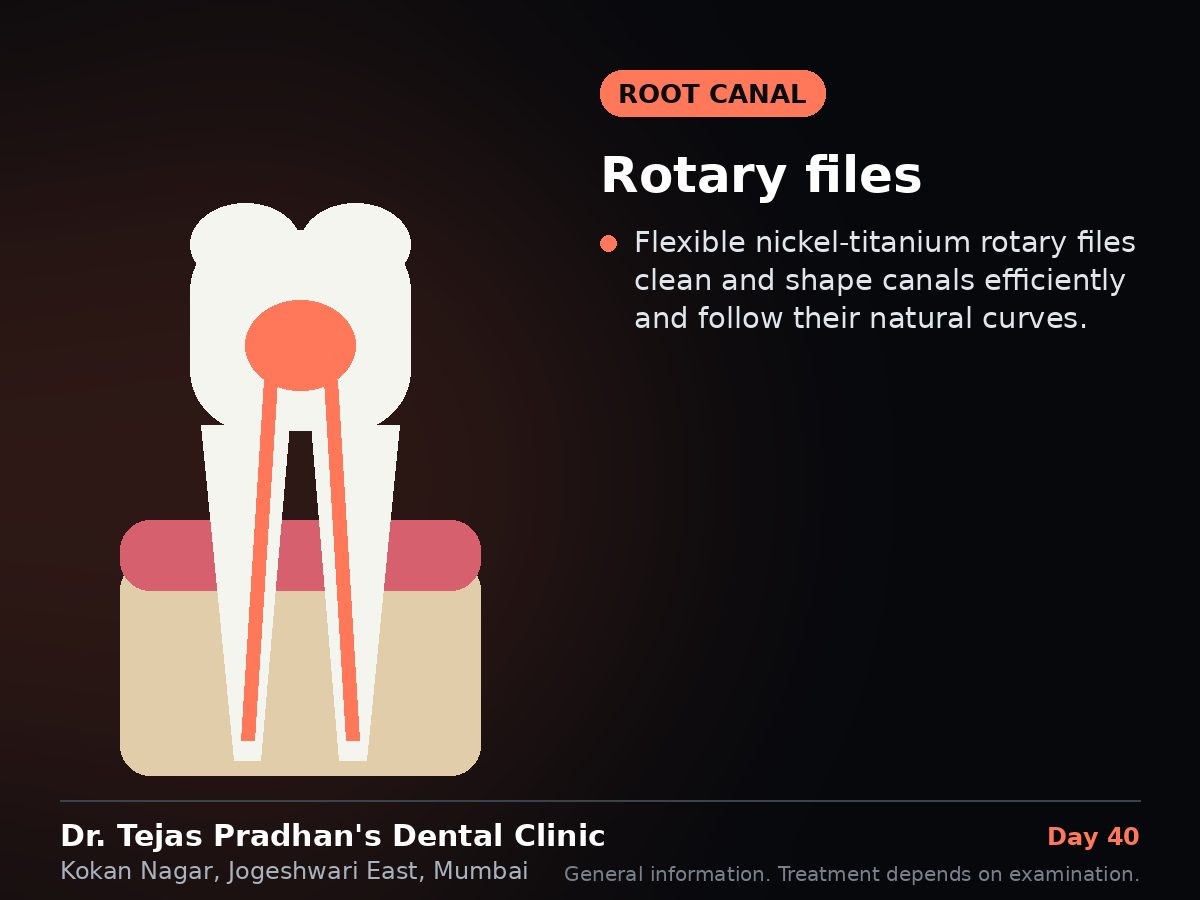 ROOT CANAL
Rotary files
Flexible nickel-titanium rotary files
clean and shape canals efficiently
and follow their natural curves.
Dr. Tejas Pradhan's Dental Clinic
Day 40
Kokan Nagar, Jogeshwari East, Mumbai
General information. Treatment depends on examination.